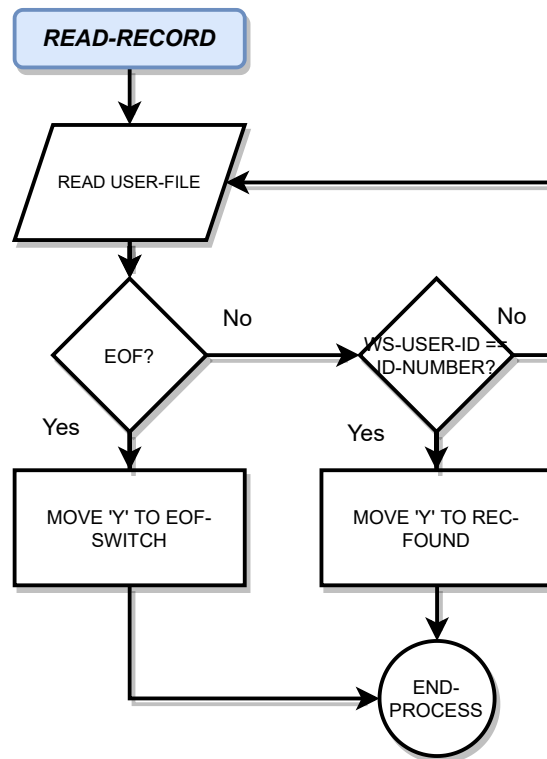 READ-RECORD
READ USER-FILE
EOF?
No
WS-USER-ID ==
ID-NUMBER?
No
Yes
Yes
MOVE 'Y' TO EOF-
SWITCH
MOVE 'Y' TO REC-
FOUND
END-
PROCESS